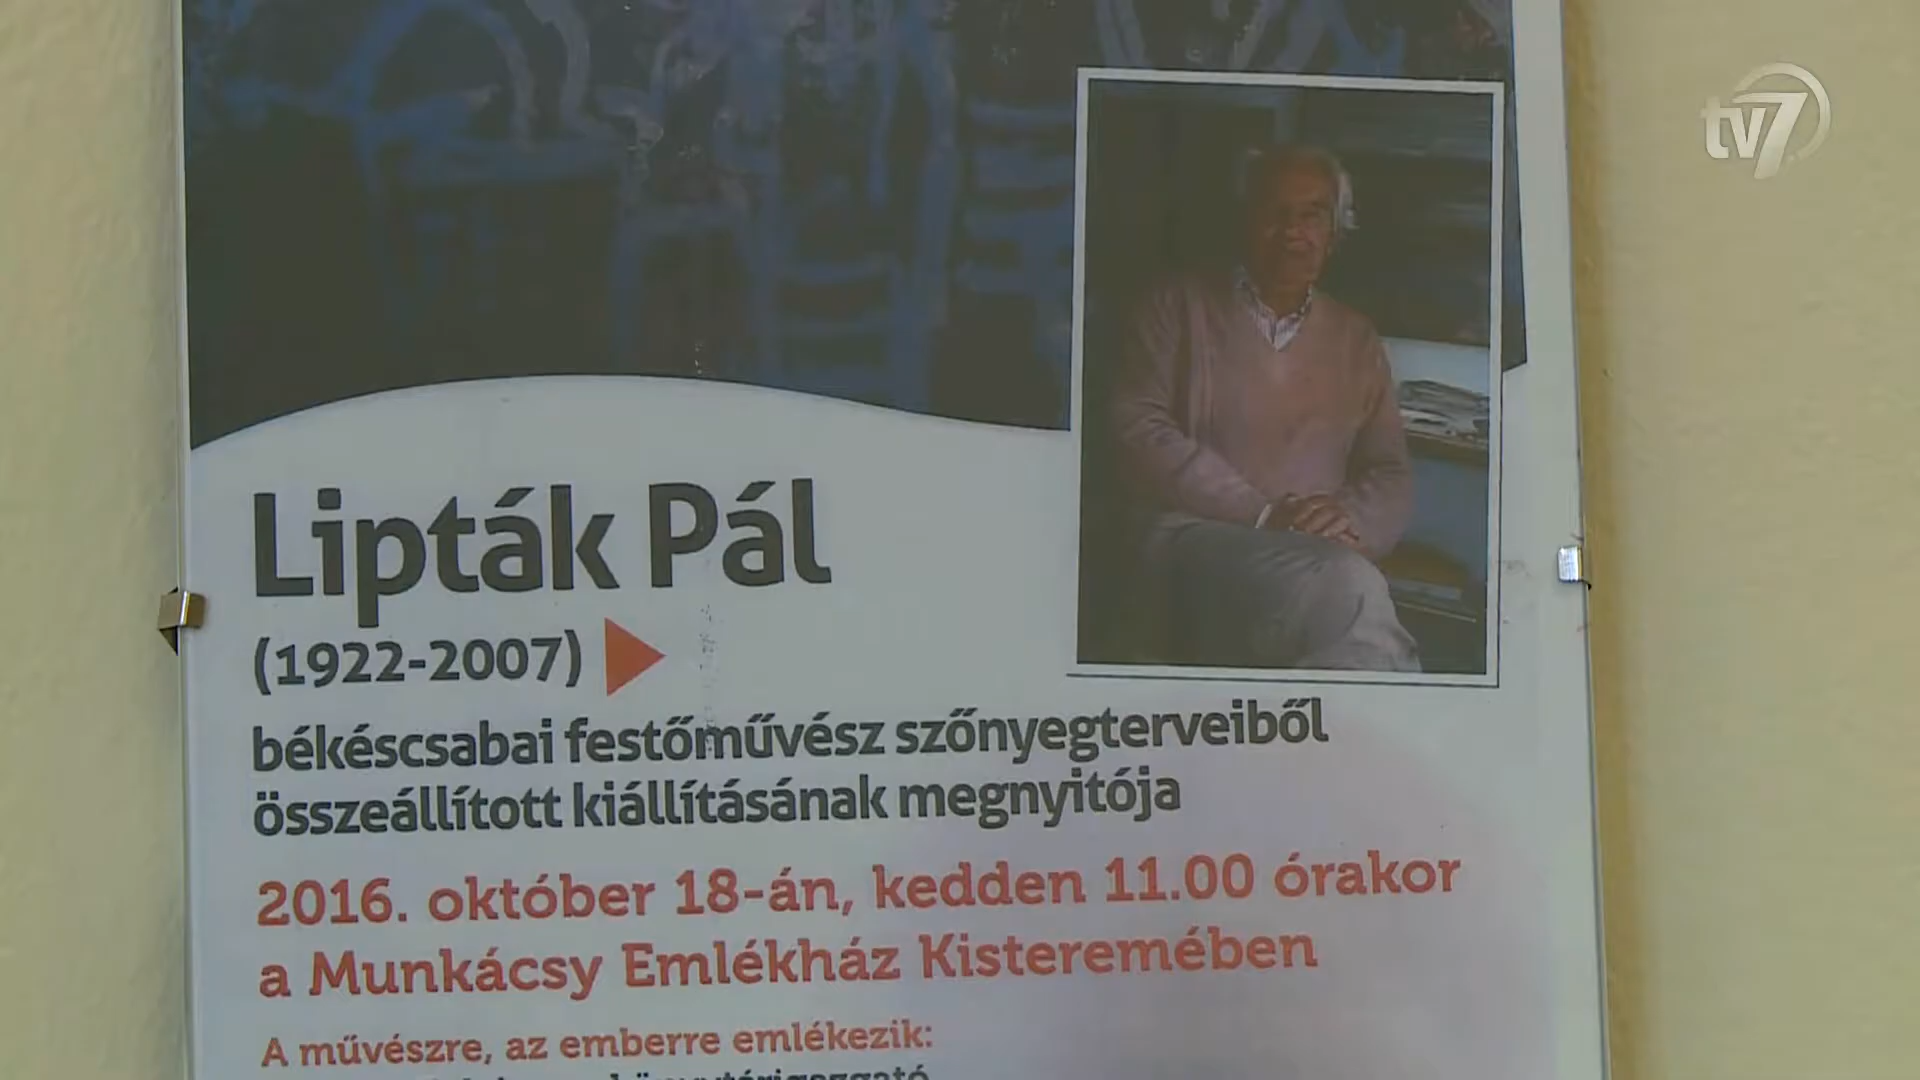 tv7
Lipták Pál
(1922-2007)
békéscsabai festőművész szőnyegterveiből
összeállított kiállításának megnyitója
2016. október 18-án, kedden 11.00 órakor
a Munkácsy Emlékház Kistermében
A művészre, az emberre emlékezik:
könyvtárigazgató